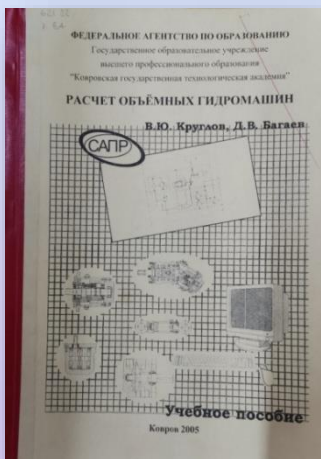 ФЕДЕРАЛЬНОЕ АГЕНТСТВО ПО ОБРАЗОВАНИЮ
Государственное образовательное учреждение
высшего профессионального образования
"Ковровская государственная технологическая академия"
РАСЧЕТ ОБЪЁМНЫХ ГИДРОМАШИН
В.Ю. Круглов, Д.В. Багаев
САПР
Учебное пособие
Ковров 2005